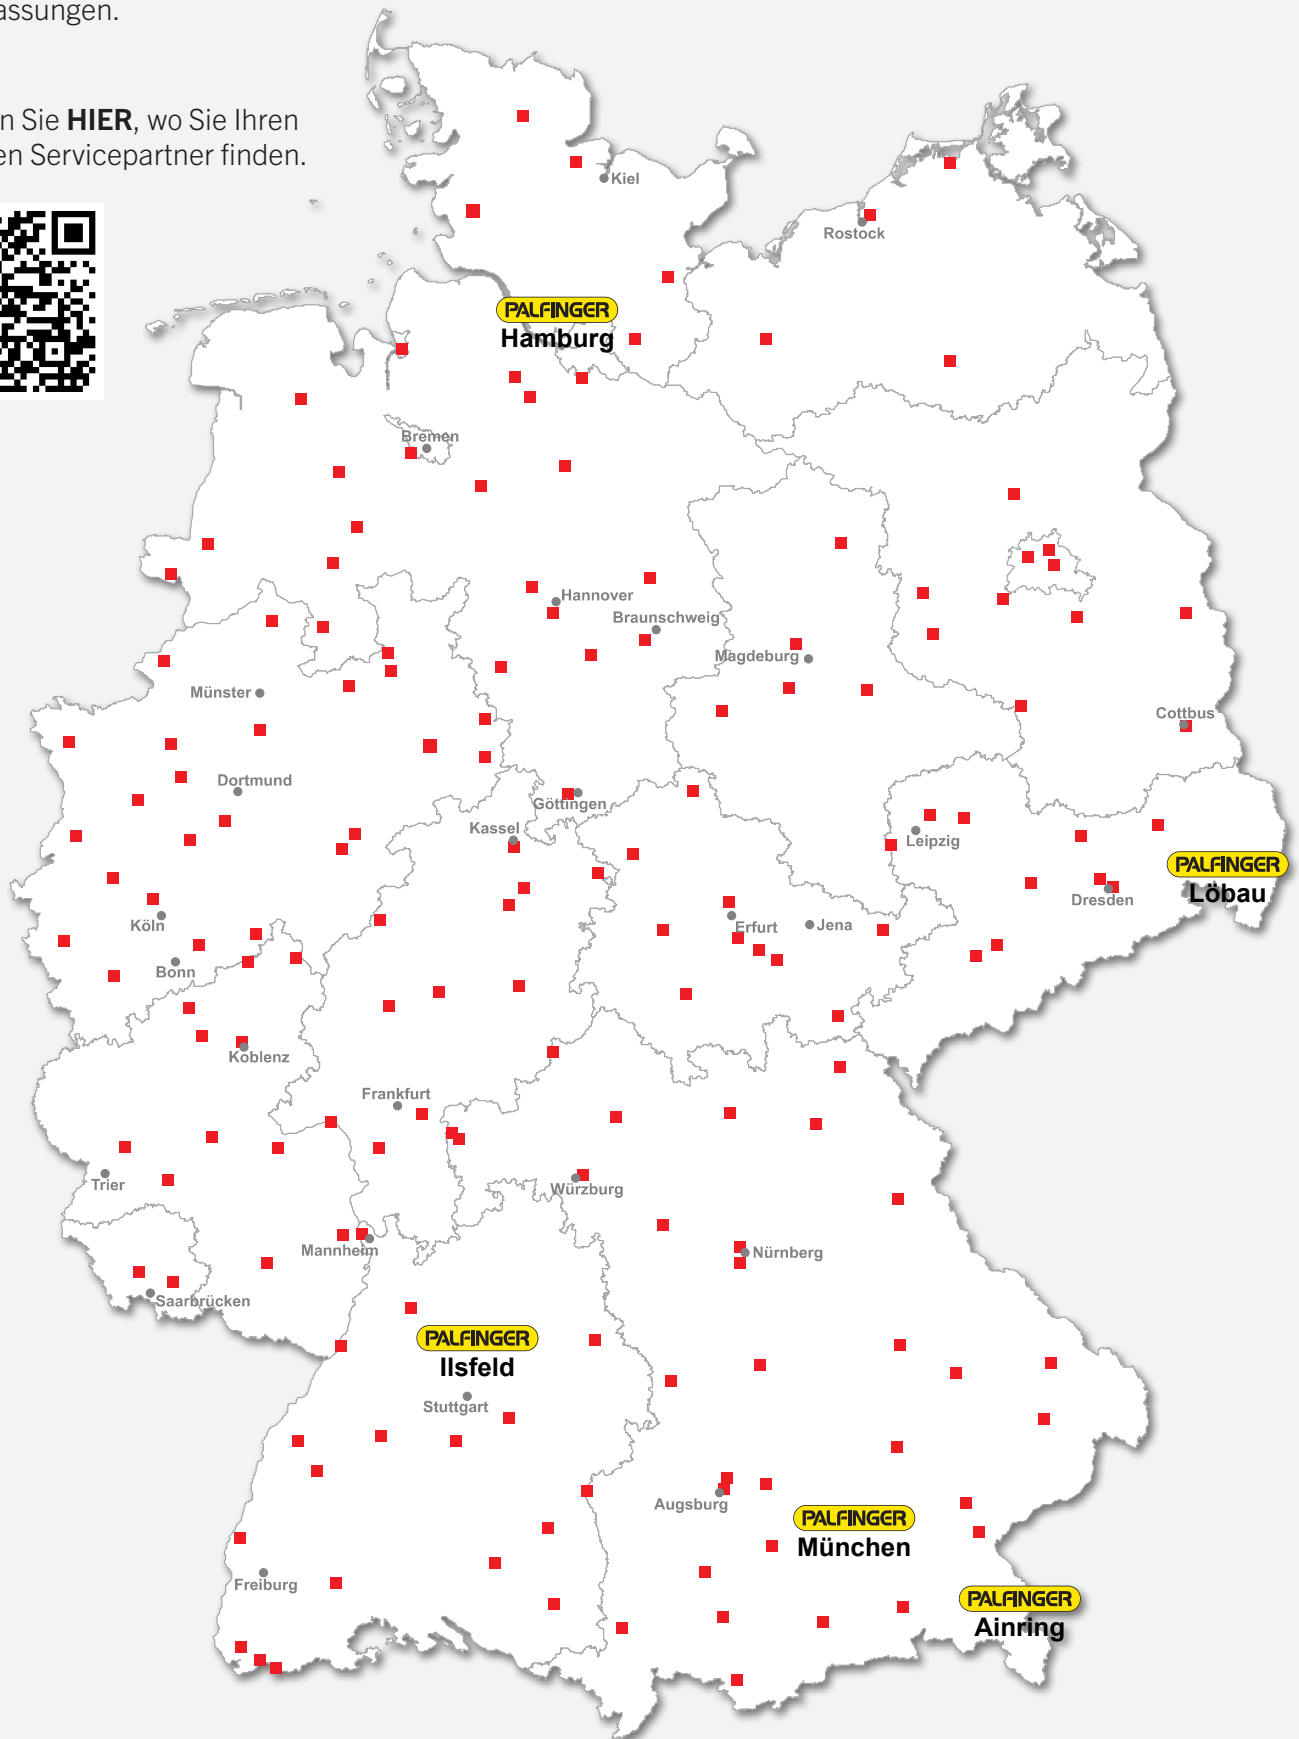 assungen.
n Sie HIER, wo Sie Ihren
en Servicepartner finden.
Kiel
Rostock
PALFINGER
Hamburg
Bremen
Hannover
Braunschweig
Magdeburg
Münster
Cottbus
Dortmund
Göttingen
Kassel
Leipzig
PALFINGER
Löbau
Dresden
Köln
Erfurt
Jena
Bonn
Koblenz
Frankfurt
Trier
Würzburg
Mannheim
Nürnberg
Saarbrücken
PALFINGER
Ilsfeld
Stuttgart
Augsburg
PALFINGER
München
Freiburg
PALFINGER
Ainring